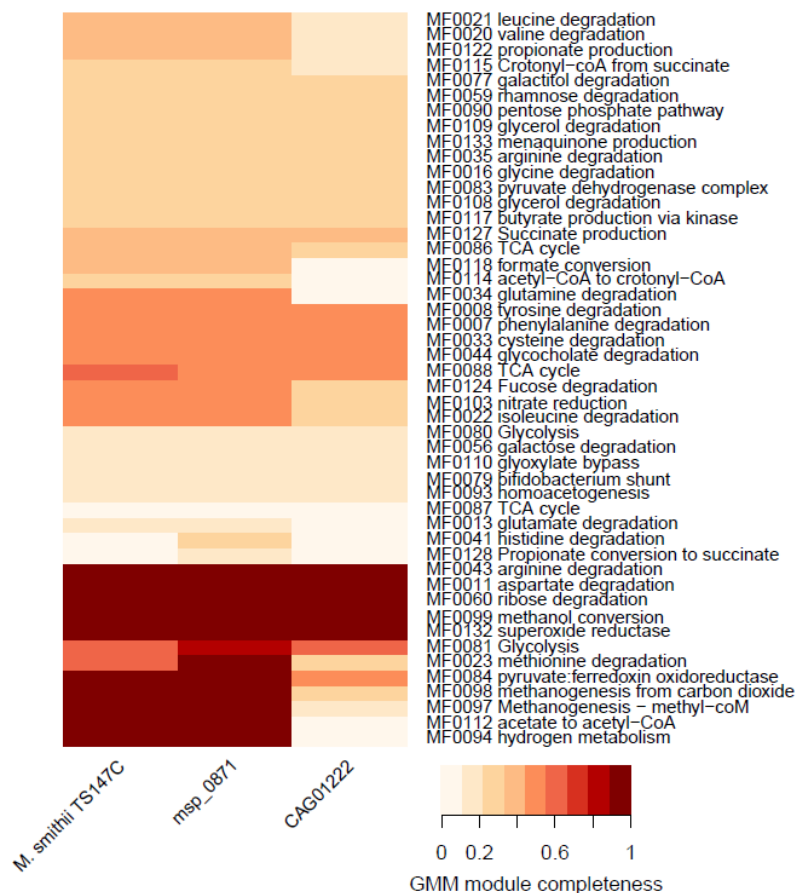 MF0021 leucine degradation
MF0020 valine degradation
MF0122 propionate production
MF0115 Crotonyl−coA from succinate
MF0077 galactitol degradation
MF0059 rhamnose degradation
MF0090 pentose phosphate pathway
MF0109 glycerol degradation
MF0133 menaquinone production
MF0035 arginine degradation
MF0016 glycine degradation
MF0083 pyruvate dehydrogenase complex
MF0108 glycerol degradation
MF0117 butyrate production via kinase
MF0127 Succinate production
MF0086 TCA cycle
MF0118 formate conversion
MF0114 acetyl−CoA to crotonyl−CoA
MF0034 glutamine degradation
MF0008 tyrosine degradation
MF0007 phenylalanine degradation
MF0033 cysteine degradation
MF0044 glycocholate degradation
MF0088 TCA cycle
MF0124 Fucose degradation
MF0103 nitrate reduction
MF0022 isoleucine degradation
MF0080 Glycolysis
MF0056 galactose degradation
MF0110 glyoxylate bypass
MF0079 bifidobacterium shunt
MF0093 homoacetogenesis
MF0087 TCA cycle
MF0013 glutamate degradation
MF0041 histidine degradation
MF0128 Propionate conversion to succinate
MF0043 arginine degradation
MF0011 aspartate degradation
MF0060 ribose degradation
MF0099 methanol conversion
MF0132 superoxide reductase
MF0081 Glycolysis
MF0023 methionine degradation
MF0084 pyruvate:ferredoxin oxidoreductase
MF0098 methanogenesis from carbon dioxide
MF0097 Methanogenesis − methyl−coM
MF0112 acetate to acetyl−CoA
MF0094 hydrogen metabolism
M. smithii TS147C
msp_0871
CAG01222
0 0.2 0.6 1
GMM module completeness